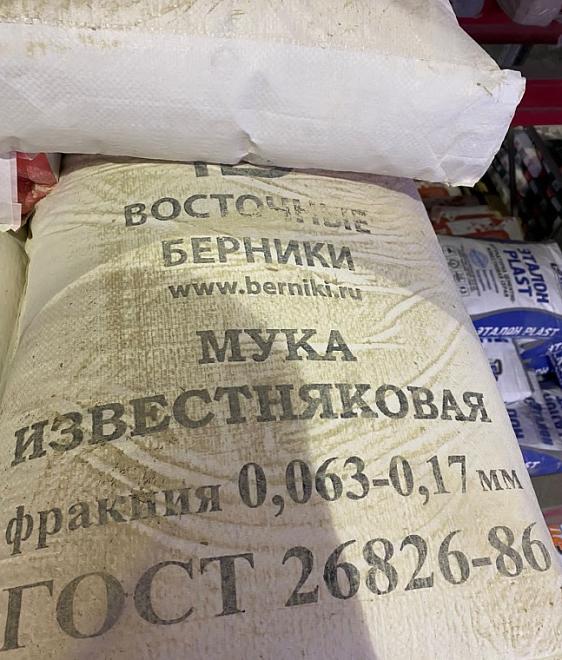 ВОСТОЧНЫЕ
БЕРНИКИ
www.berniki.ru
МУКА
ИЗВЕСТНЯКОВАЯ
фракция 0,063-0,17 мм
ГОСТ 26826-86
ЭТАЛОН
PLAST
ЭТАЛОН PLAST